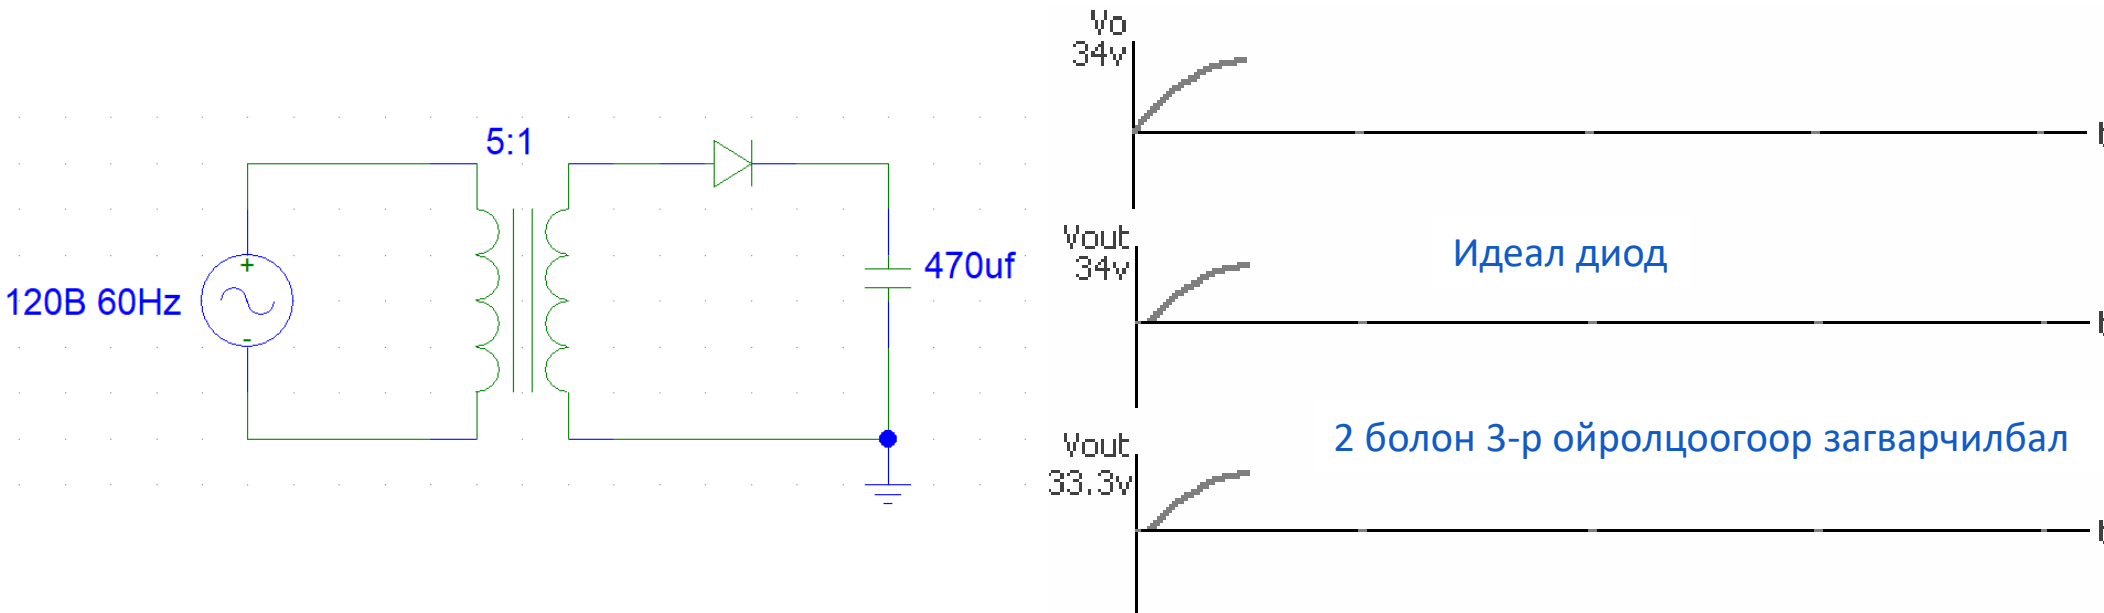 5:1
120В 60Hz
470uf
Vo
34v
Vout
34v
Идеал диод
Vout
33.3v
2 болон 3-р ойролцоогоор загварчилбал